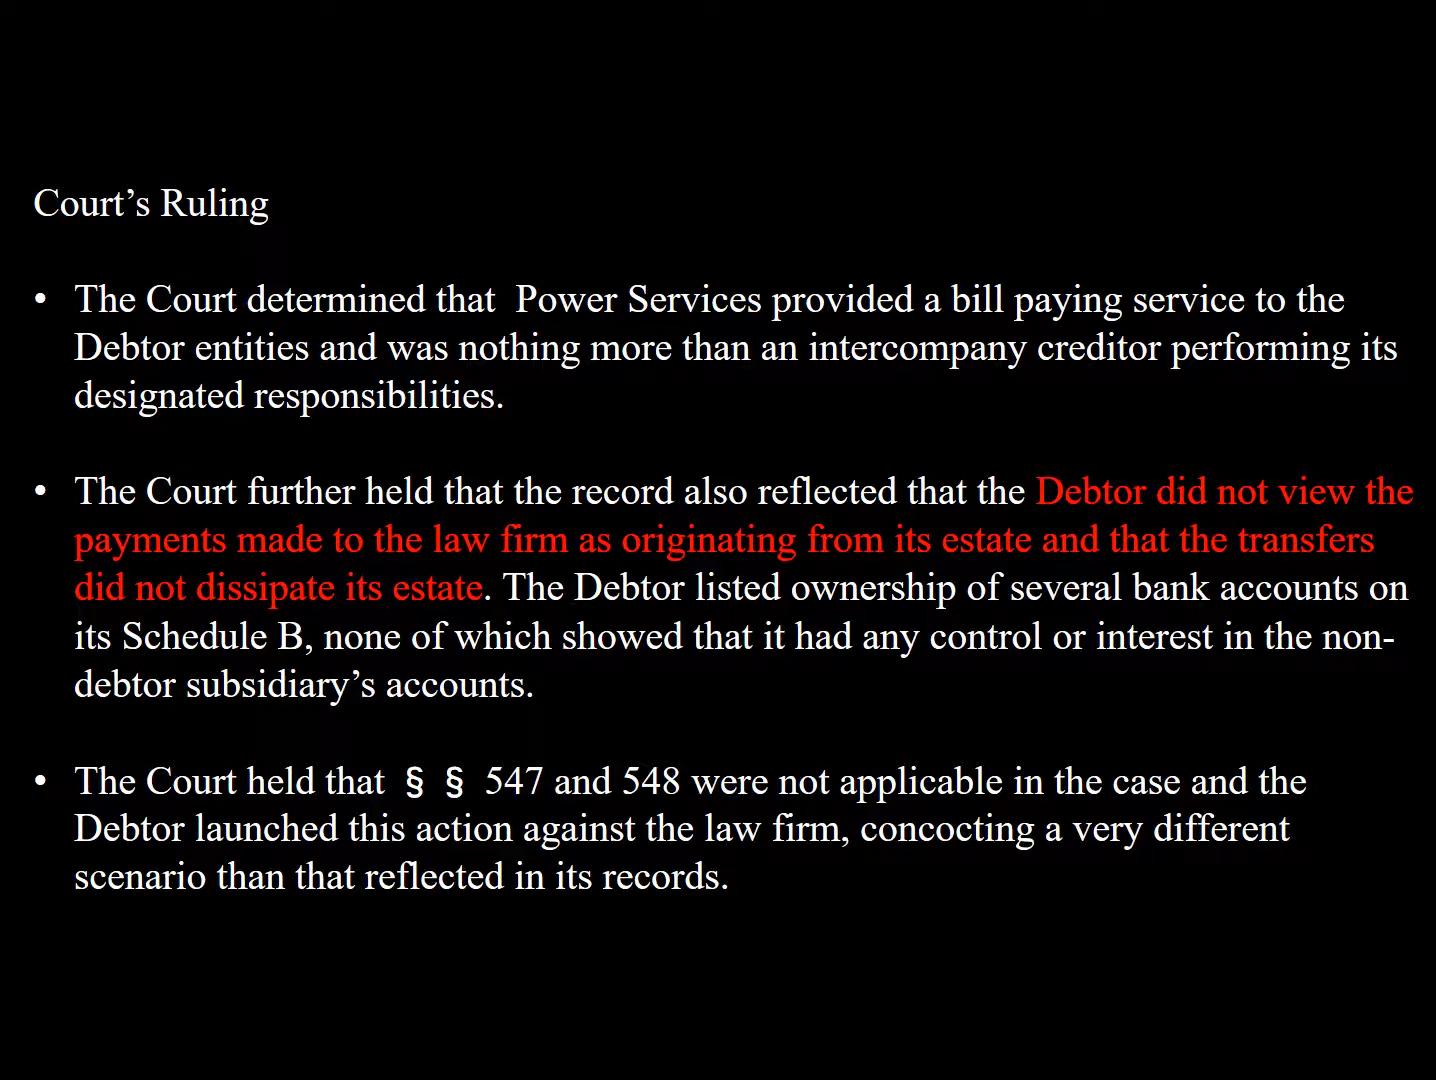 Court’s Ruling
• The Court determined that  Power Services provided a bill paying service to the
Debtor entities and was nothing more than an intercompany creditor performing its
designated responsibilities.
• The Court further held that the record also reflected that the Debtor did not view the
payments made to the law firm as originating from its estate and that the transfers
did not dissipate its estate. The Debtor listed ownership of several bank accounts on
its Schedule B, none of which showed that it had any control or interest in the non-
debtor subsidiary’s accounts.
• The Court held that § § 547 and 548 were not applicable in the case and the
Debtor launched this action against the law firm, concocting a very different
scenario than that reflected in its records.